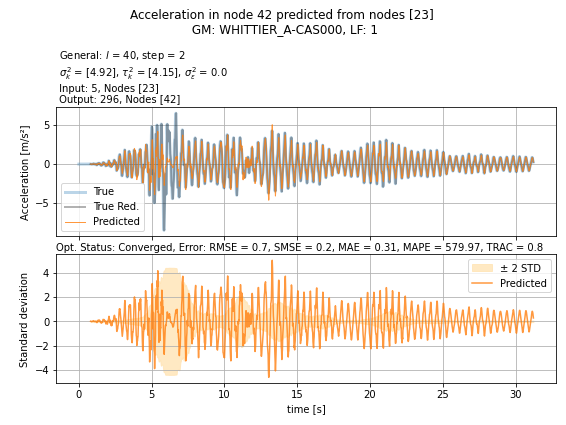 Acceleration in node 42 predicted from nodes [23]
GM: WHITTIER_A-CAS000, LF: 1
General: l = 40, step = 2
σ_k² = [4.92], τ_k² = [4.15], σ_ε² = 0.0
Input: 5, Nodes [23]
Output: 296, Nodes [42]
Acceleration [m/s²]
5
0
−5
True
True Red.
Predicted
Opt. Status: Converged, Error: RMSE = 0.7, SMSE = 0.2, MAE = 0.31, MAPE = 579.97, TRAC = 0.8
Standard deviation
4
2
0
−2
−4
± 2 STD
Predicted
0 5 10 15 20 25 30
time [s]